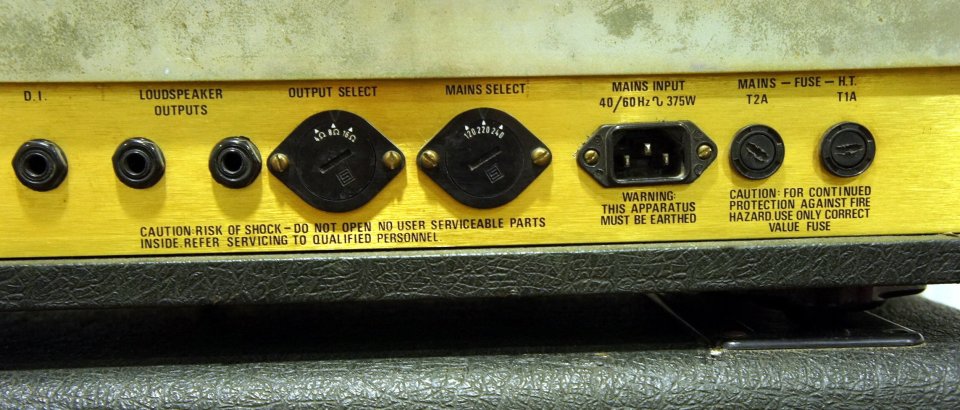 D.I.
LOUDSPEAKER
OUTPUTS
OUTPUT SELECT
4Ω 8Ω 16Ω
MAINS SELECT
120 220 240
MAINS INPUT
40/60Hz ∿ 375W
MAINS – FUSE – H.T.
T2A T1A
CAUTION:RISK OF SHOCK – DO NOT OPEN NO USER SERVICEABLE PARTS
INSIDE.REFER SERVICING TO QUALIFIED PERSONNEL
WARNING:
THIS APPARATUS
MUST BE EARTHED
CAUTION: FOR CONTINUED
PROTECTION AGAINST FIRE
HAZARD.USE ONLY CORRECT
VALUE FUSE